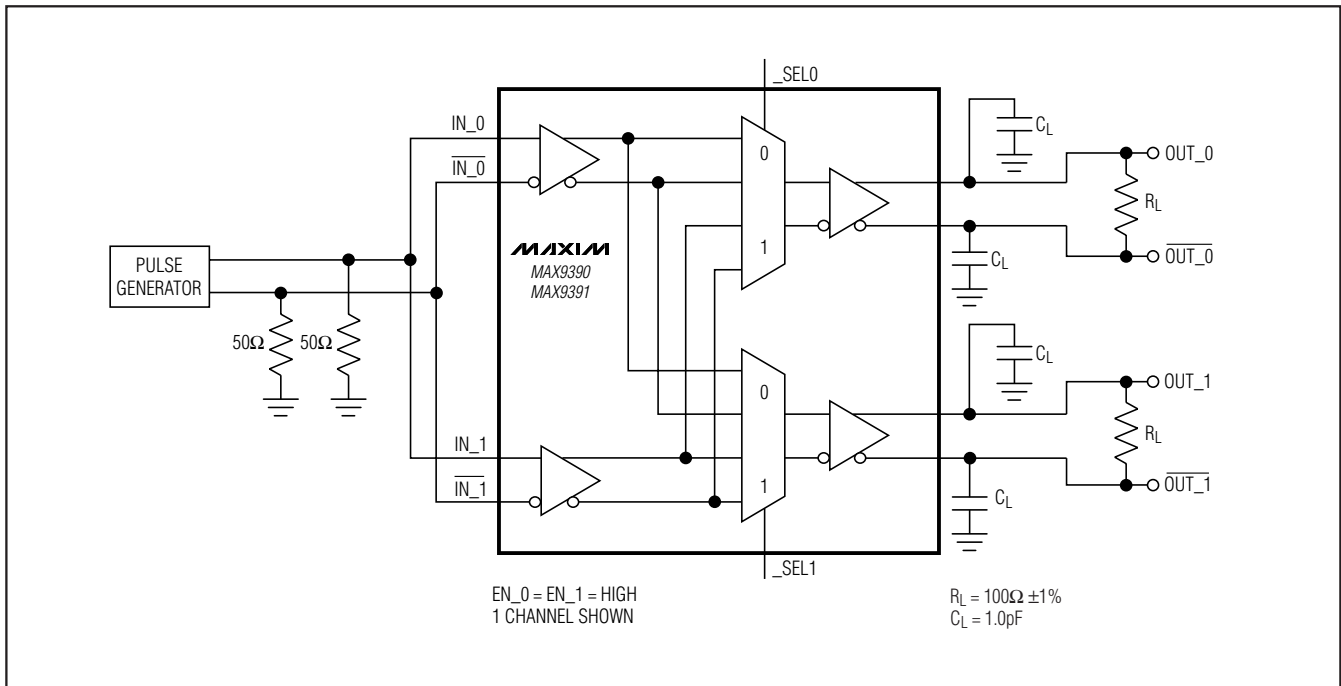 _SEL0
IN_0
IN_0
0
1
C_L
OUT_0
R_L
OUT_0
C_L
MAXIM
MAX9390
MAX9391
PULSE
GENERATOR
50Ω 50Ω
0
1
C_L
OUT_1
R_L
OUT_1
C_L
IN_1
IN_1
_SEL1
EN_0 = EN_1 = HIGH
1 CHANNEL SHOWN
R_L = 100Ω ±1%
C_L = 1.0pF